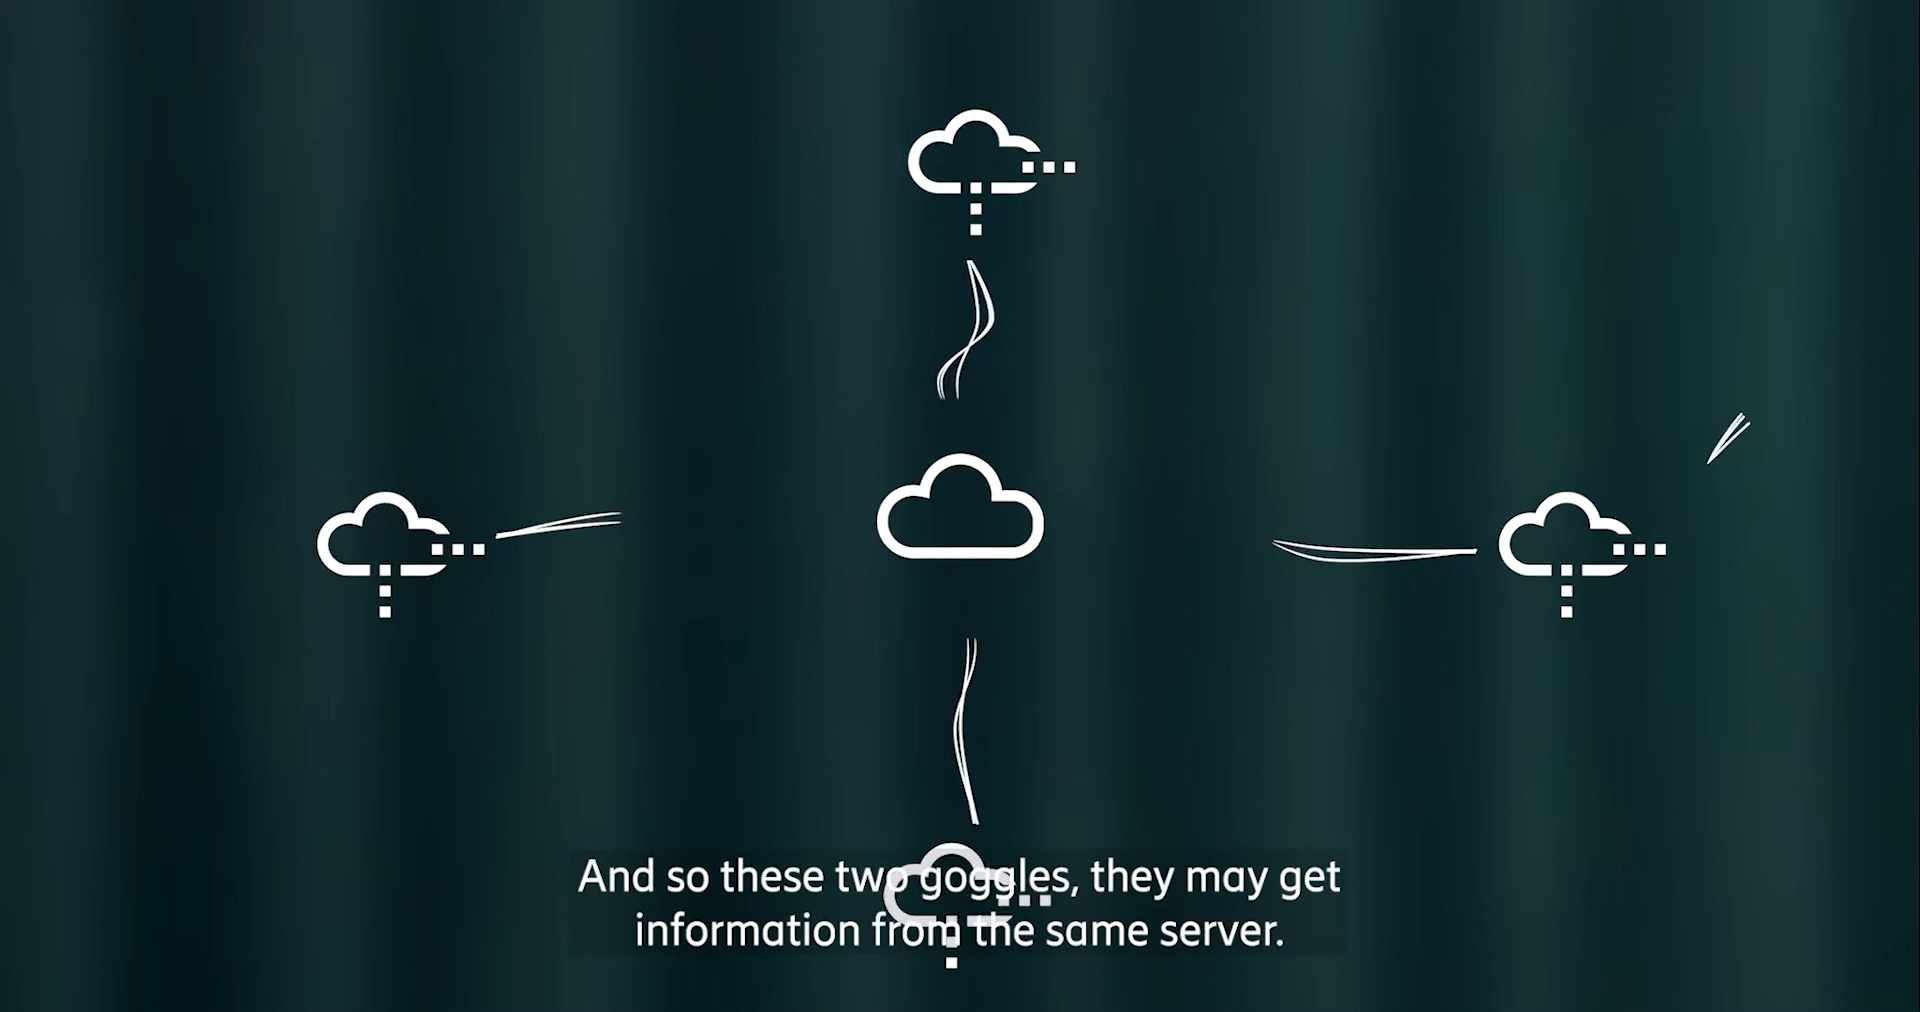 And so these two goggles, they may get
information from the same server.